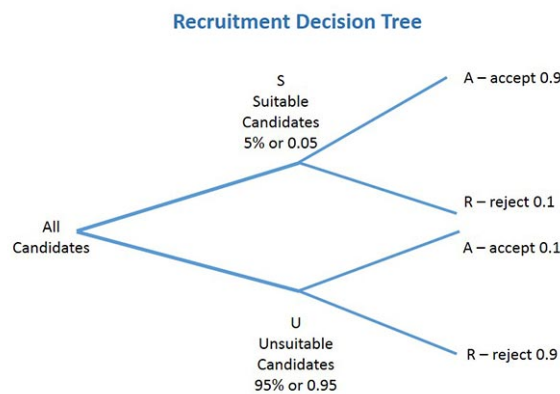 Recruitment Decision Tree
S
Suitable
Candidates
5% or 0.05
A – accept 0.9
R – reject 0.1
All
Candidates
A – accept 0.1
R – reject 0.9
U
Unsuitable
Candidates
95% or 0.95